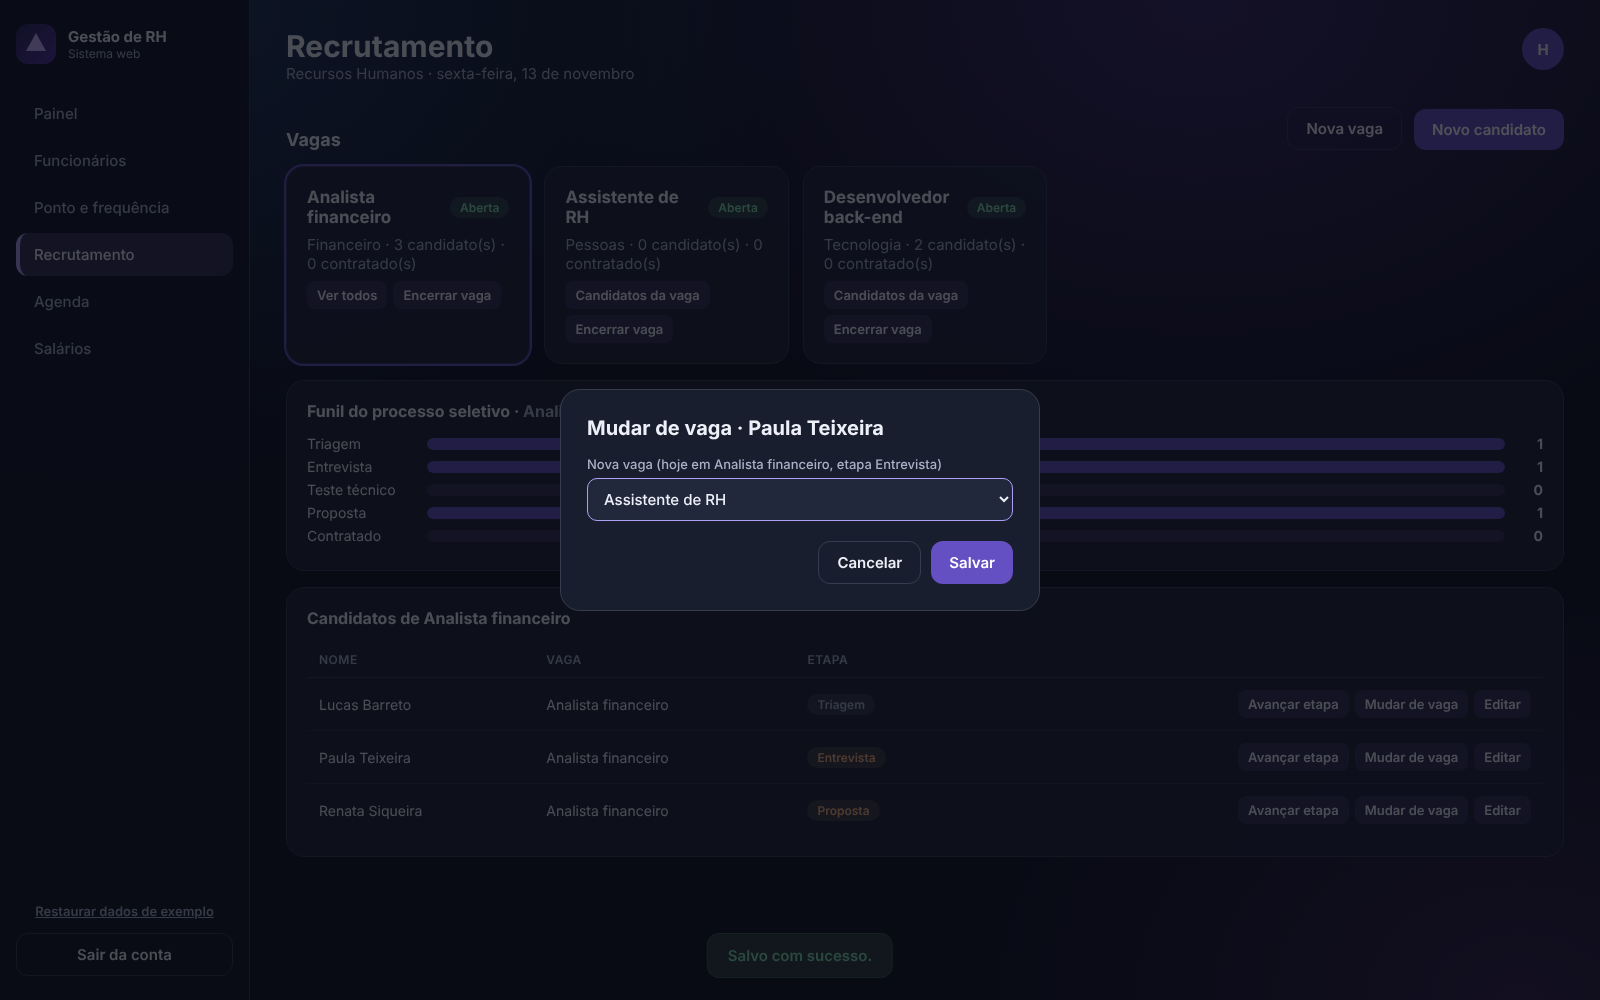 Gestão de RH
Sistema web
Painel
Funcionários
Ponto e frequência
Recrutamento
Agenda
Salários
Restaurar dados de exemplo
Sair da conta
Recrutamento
Recursos Humanos · sexta-feira, 13 de novembro
H
Vagas
Nova vaga
Novo candidato
Analista
financeiro
Aberta
Financeiro · 3 candidato(s) ·
0 contratado(s)
Ver todos
Encerrar vaga
Assistente de
RH
Aberta
Pessoas · 0 candidato(s) · 0
contratado(s)
Candidatos da vaga
Encerrar vaga
Desenvolvedor
back-end
Aberta
Tecnologia · 2 candidato(s) ·
0 contratado(s)
Candidatos da vaga
Encerrar vaga
Funil do processo seletivo · Anal
Triagem 1
Entrevista 1
Teste técnico 0
Proposta 1
Contratado 0
Mudar de vaga · Paula Teixeira
Nova vaga (hoje em Analista financeiro, etapa Entrevista)
Assistente de RH
Cancelar
Salvar
Candidatos de Analista financeiro
NOME VAGA ETAPA
Lucas Barreto Analista financeiro Triagem Avançar etapa Mudar de vaga Editar
Paula Teixeira Analista financeiro Entrevista Avançar etapa Mudar de vaga Editar
Renata Siqueira Analista financeiro Proposta Avançar etapa Mudar de vaga Editar
Salvo com sucesso.